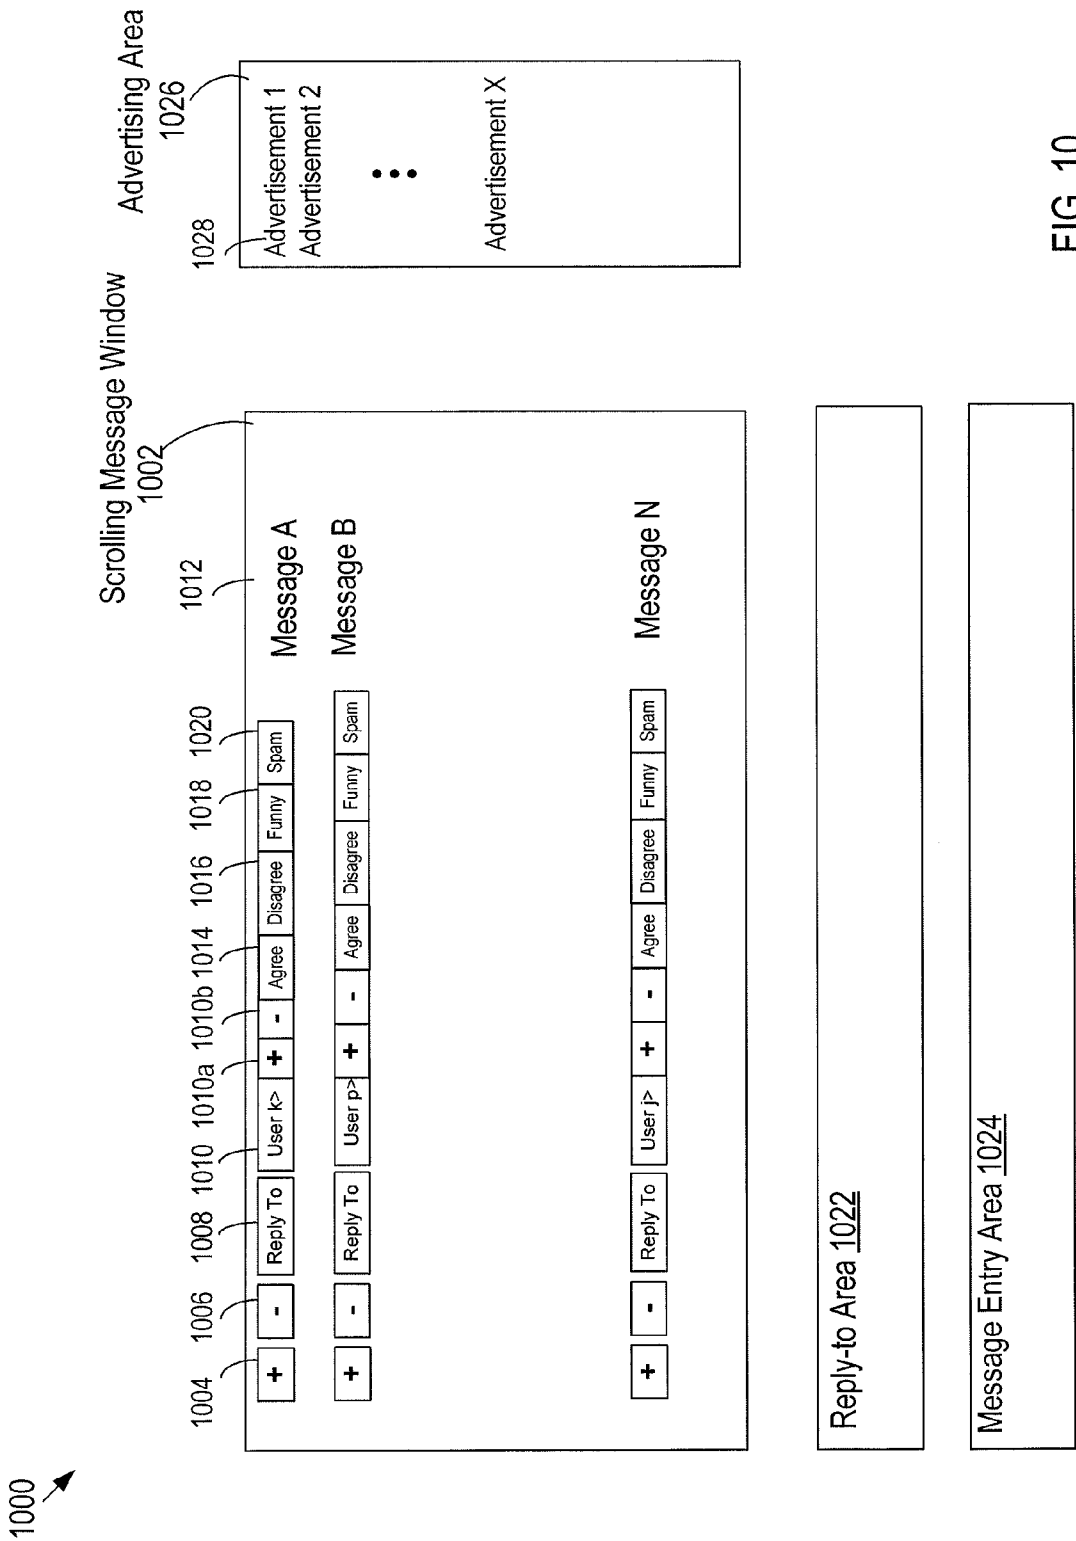 1000
Scrolling Message Window
1002
Advertising Area
1026
1004 1006 1008 1010 1010a 1010b 1014 1016 1018 1020 1012
+ - Reply To User k> + - Agree Disagree Funny Spam Message A
+ - Reply To User p> + - Agree Disagree Funny Spam Message B
+ - Reply To User j> + - Agree Disagree Funny Spam Message N
1028
Advertisement 1
Advertisement 2
Advertisement X
Reply-to Area 1022
Message Entry Area 1024
FIG. 10